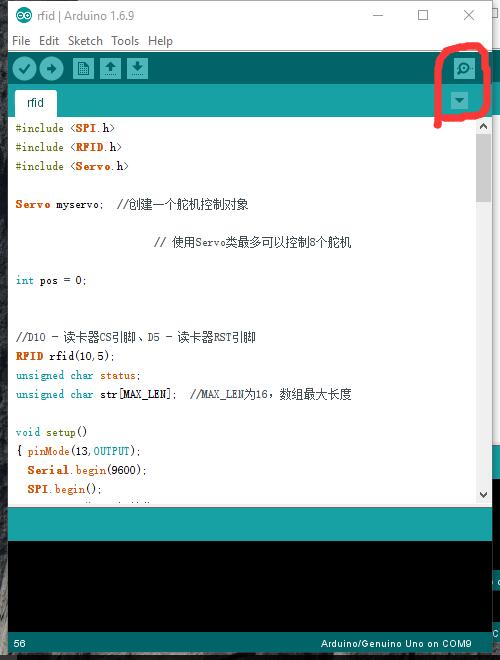 rfid | Arduino 1.6.9
File Edit Sketch Tools Help
rfid
#include <SPI.h>
#include <RFID.h>
#include <Servo.h>
Servo myservo;  //创建一个舵机控制对象
// 使用Servo类最多可以控制8个舵机
int pos = 0;
//D10 - 读卡器CS引脚、D5 - 读卡器RST引脚
RFID rfid(10,5);
unsigned char status;
unsigned char str[MAX_LEN];  //MAX_LEN为16，数组最大长度
void setup()
{ pinMode(13,OUTPUT);
Serial.begin(9600);
SPI.begin();
56
Arduino/Genuino Uno on COM9